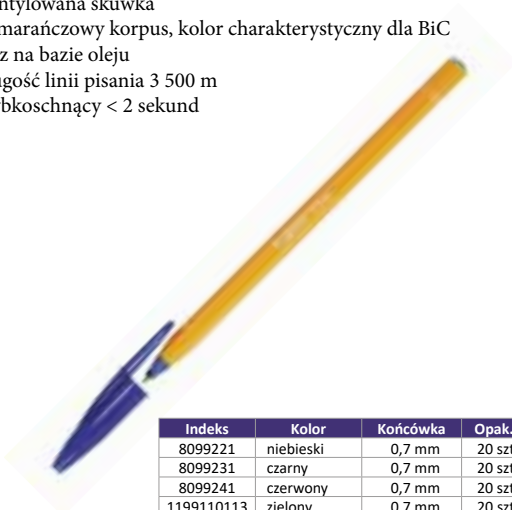 ntylowana skuwka
marańczowy korpus, kolor charakterystyczny dla BiC
z na bazie oleju
ugość linii pisania 3 500 m
ybkoschnący < 2 sekund
Indeks Kolor Końcówka Opak.
8099221 niebieski 0,7 mm 20 szt
8099231 czarny 0,7 mm 20 szt
8099241 czerwony 0,7 mm 20 szt
1199110113 zielony 0,7 mm 20 szt